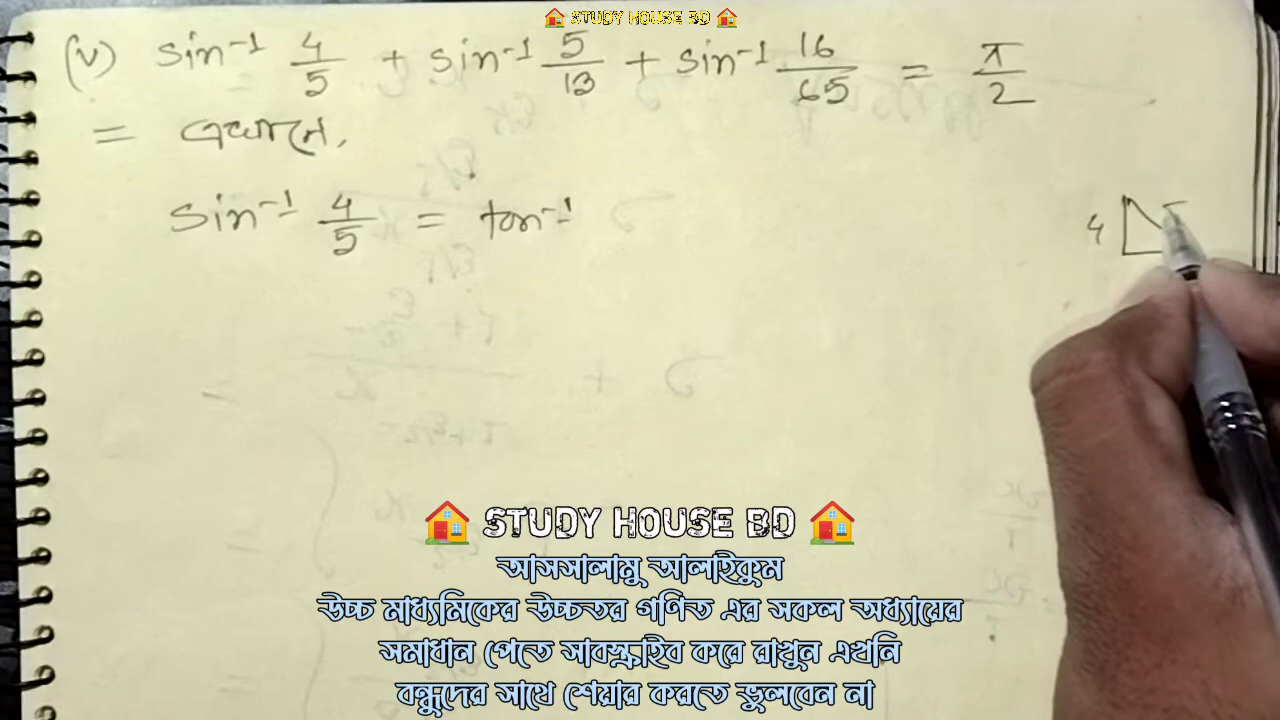 🏠 STUDY HOUSE BD 🏠
(v) sin⁻¹ 4/5 + sin⁻¹ 5/13 + sin⁻¹ 16/65 = π/2
= এখানে,
sin⁻¹ 4/5 = tan⁻¹
4 5
🏠 STUDY HOUSE BD 🏠
আসসালামু আলাইকুম
উচ্চ মাধ্যমিকের উচ্চতর গণিত এর সকল অধ্যায়ের
সমাধান পেতে সাবস্ক্রাইব করে রাখুন এখনি
বন্ধুদের সাথে শেয়ার করতে ভুলবেন না